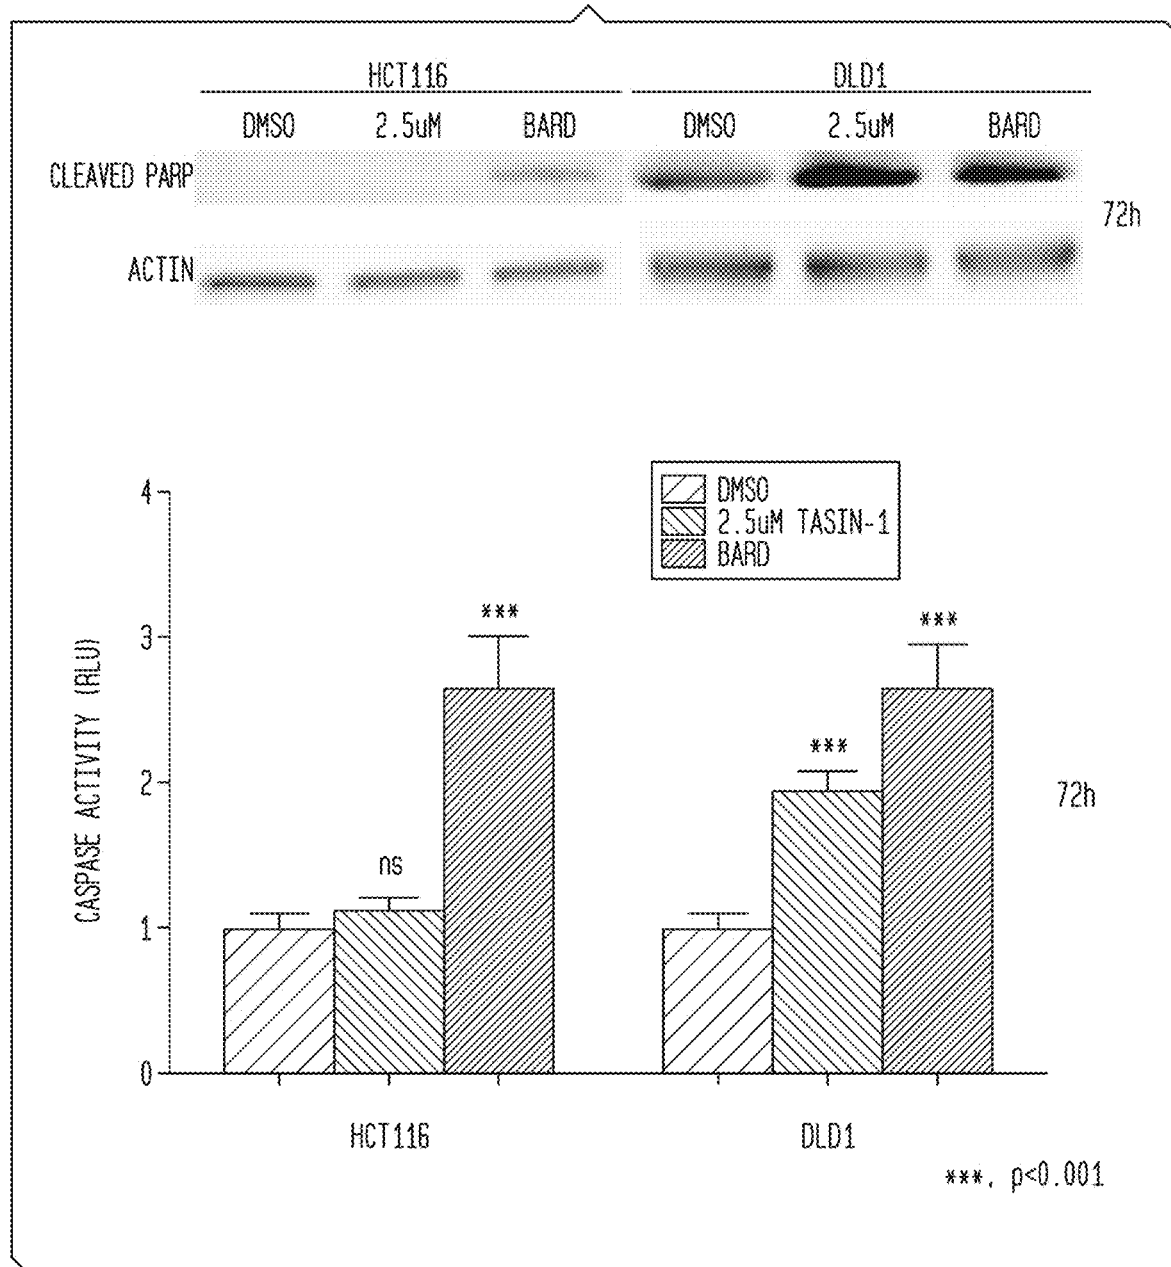 HCT116 DLD1
DMSO 2.5uM BARD DMSO 2.5uM BARD
CLEAVED PARP
72h
ACTIN
DMSO
2.5uM TASIN-1
BARD
4
3
2
1
0
CASPASE ACTIVITY (RLU)
*** ***
***
ns
72h
HCT116 DLD1
***, p<0.001